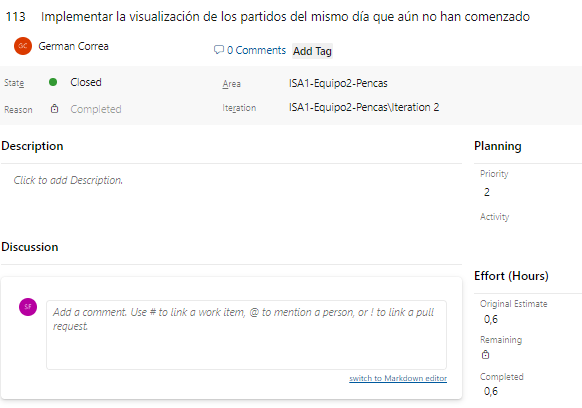 113 Implementar la visualización de los partidos del mismo día que aún no han comenzado
GC German Correa 0 Comments Add Tag
State Closed Area ISA1-Equipo2-Pencas
Reason Completed Iteration ISA1-Equipo2-Pencas\Iteration 2
Description
Click to add Description.
Planning
Priority
2
Activity
Discussion
SF
Add a comment. Use # to link a work item, @ to mention a person, or ! to link a pull
request.
switch to Markdown editor
Effort (Hours)
Original Estimate
0,6
Remaining
Completed
0,6